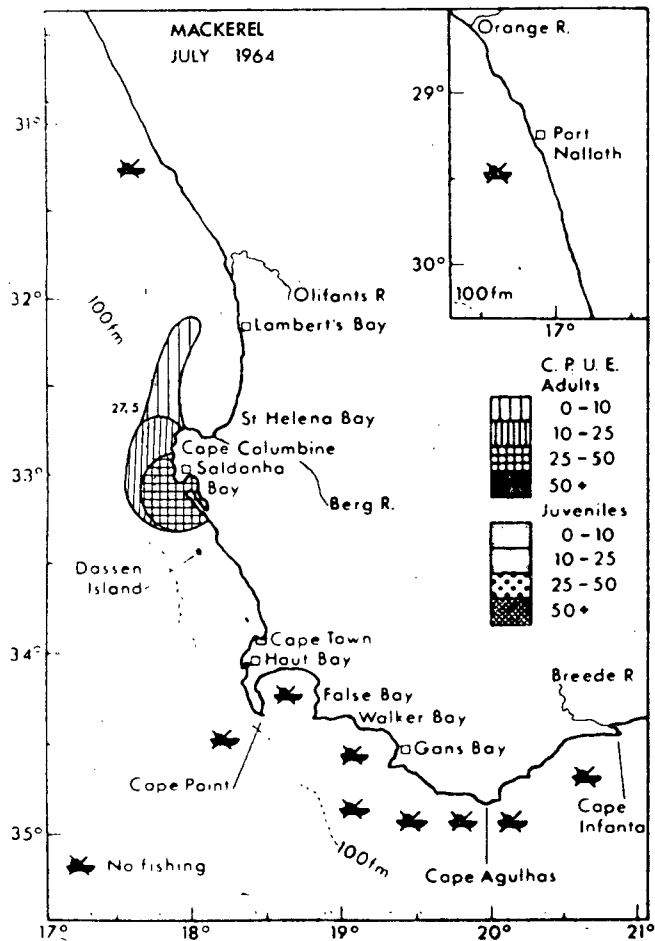 MACKEREL
JULY 1964
Orange R.
29°
Port
Nolloth
30°
100fm
17°
31°
32°
33°
34°
35°
100fm
Olifants R
Lambert's Bay
27,5
St Helena Bay
Cape Columbine
Saldanha
Bay
Berg R.
Dassen
Island
C. P. U. E.
Adults
0-10
10-25
25-50
50+
Juveniles
0-10
10-25
25-50
50+
Cape Town
Haut Bay
False Bay
Walker Bay
Gans Bay
Breede R
Cape Point
Cape
Infanta
100fm
Cape Agulhas
No fishing
17°
18°
19°
20°
21°